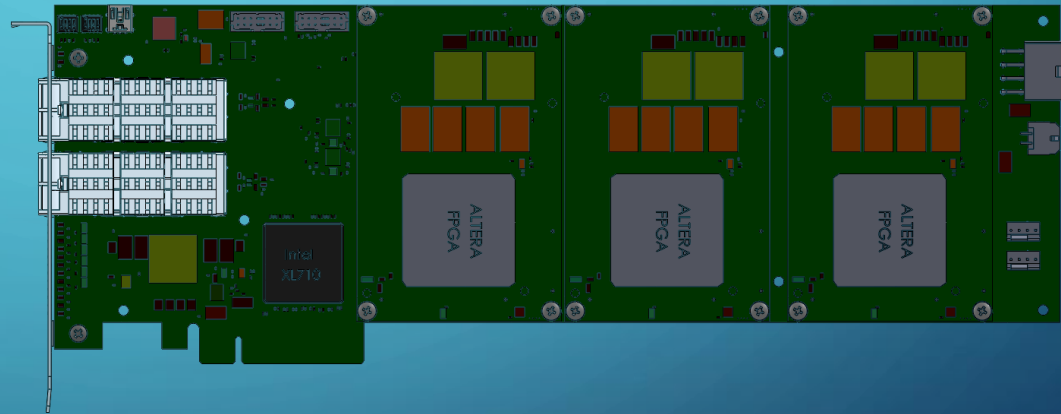 intel
XL710
ALTERA
FPGA
ALTERA
FPGA
ALTERA
FPGA